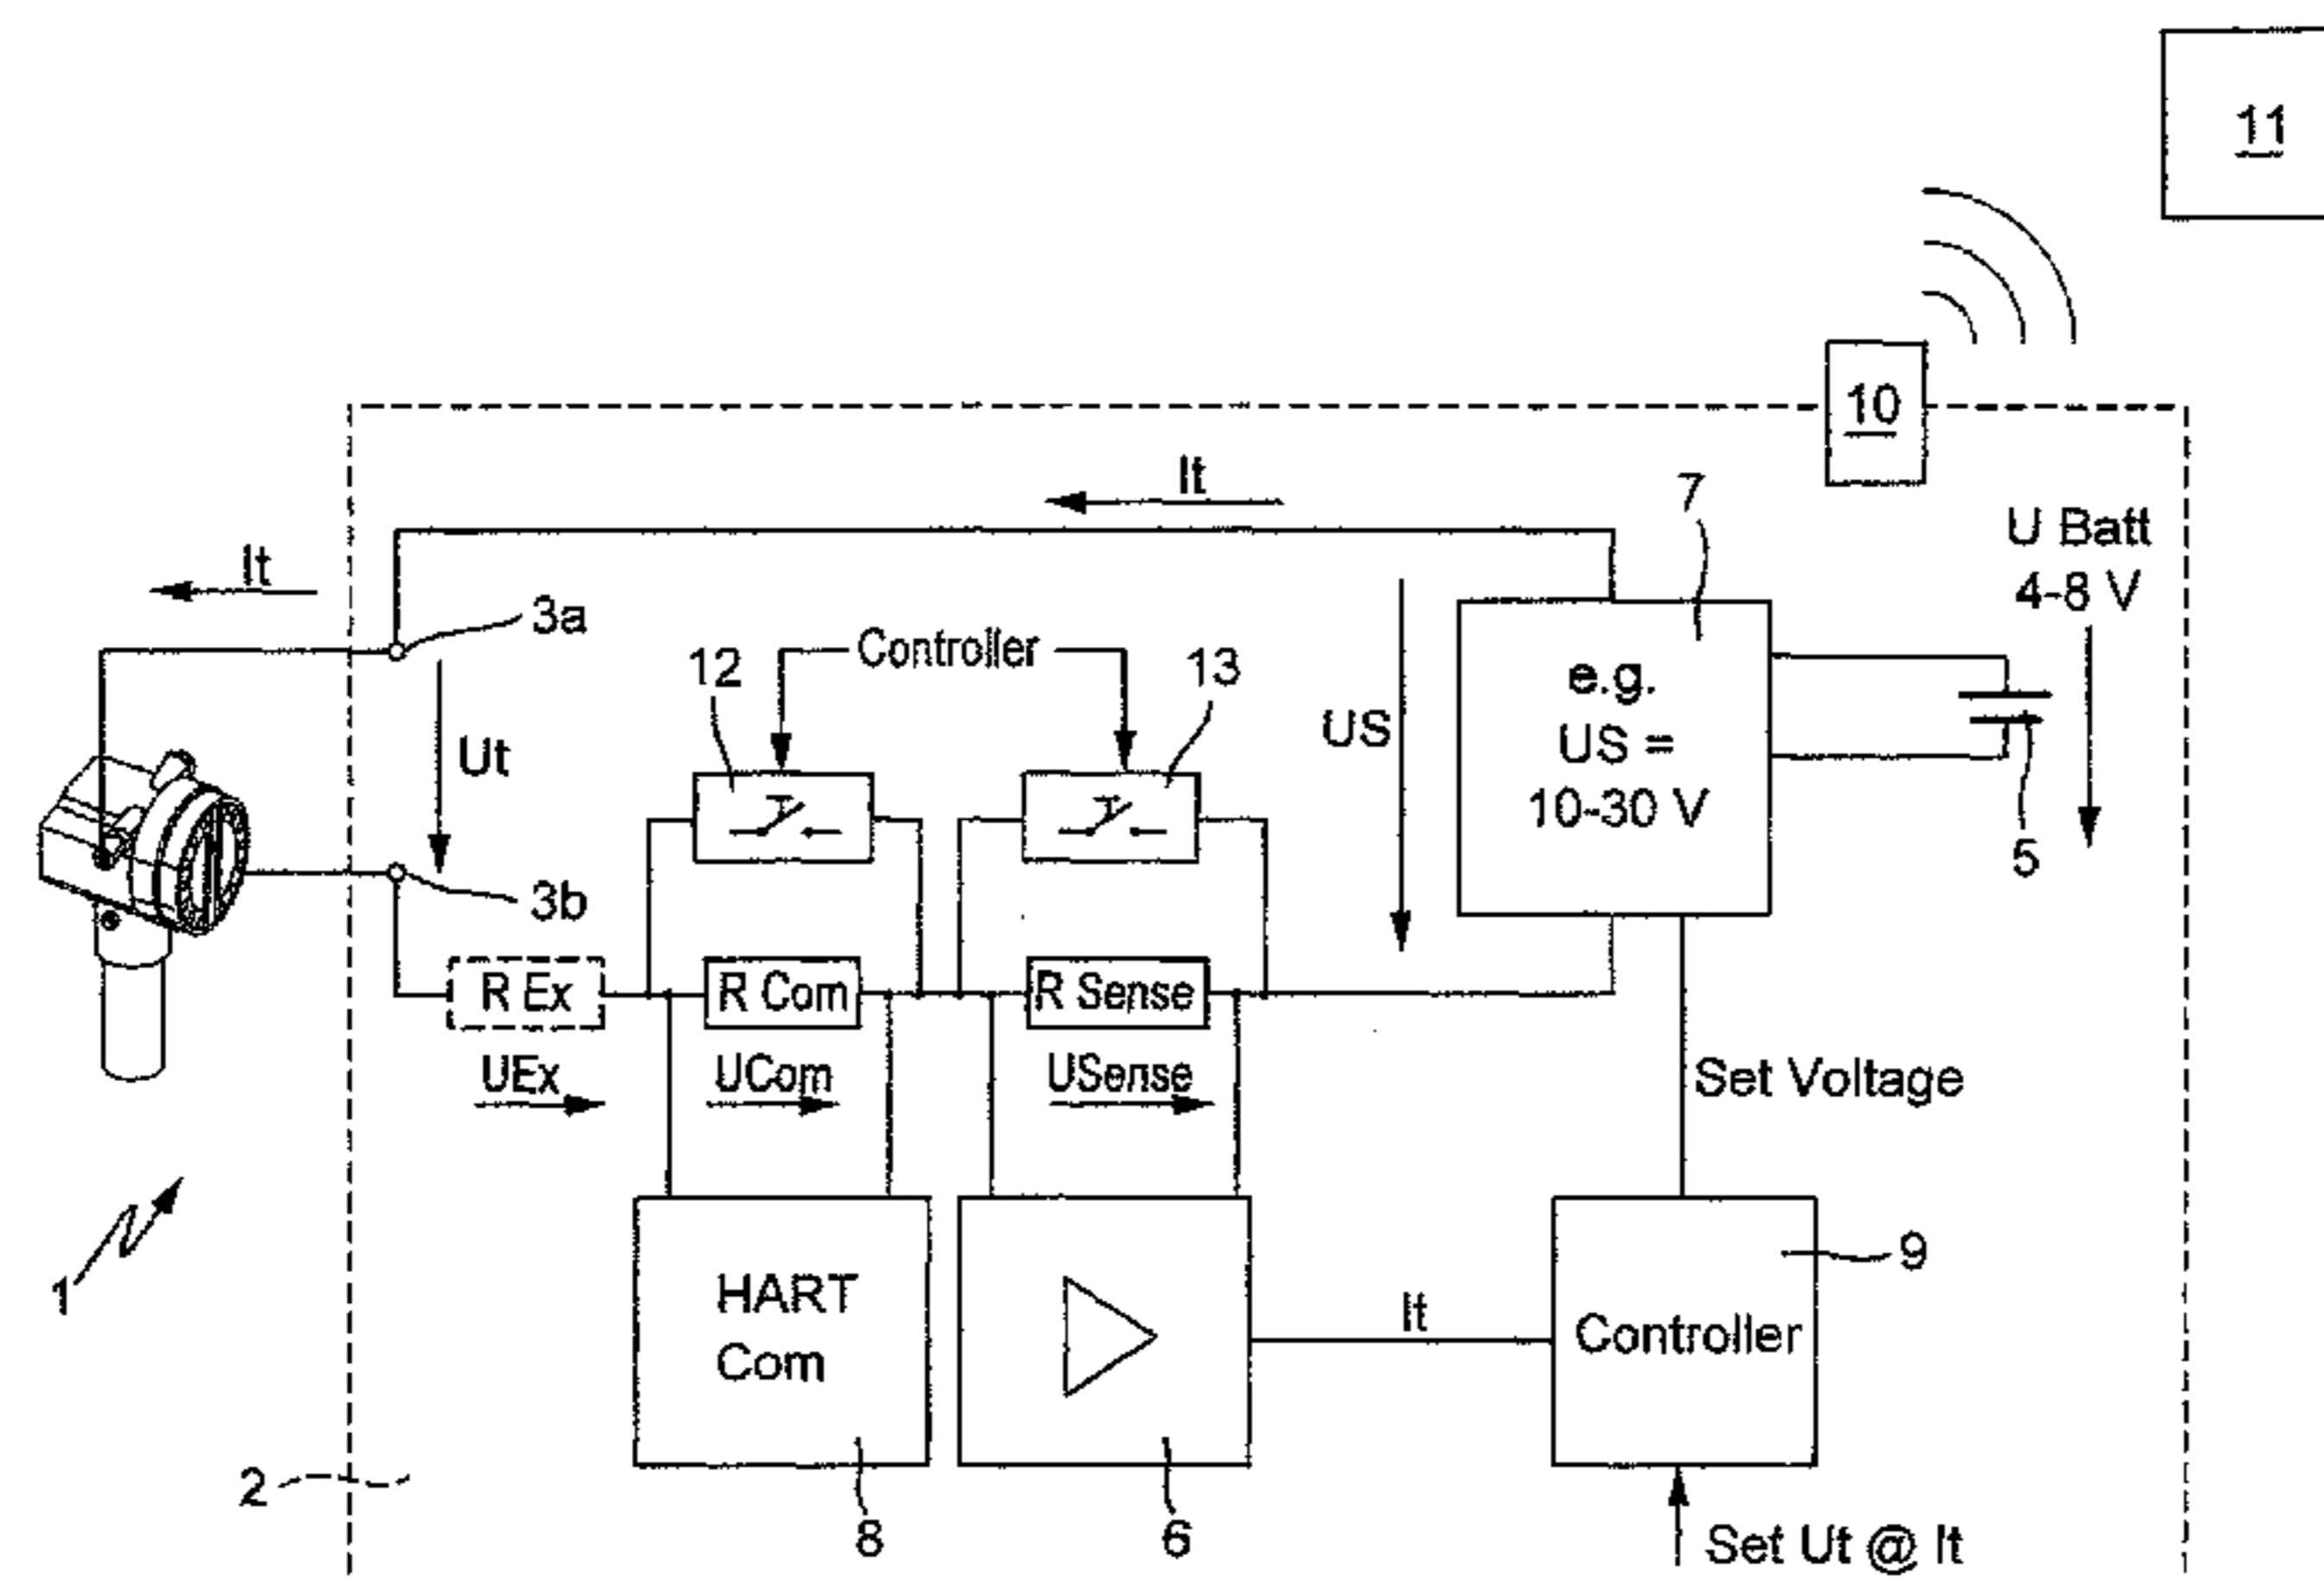 11
10
It
7
U Batt
4-8 V
It
3a
12
Controller
13
US
e.g.
US =
10-30 V
Ut
5
3b
R Ex
R Com
R Sense
UEx
UCom
USense
Set Voltage
1
HART
Com
It
Controller
9
2
8
6
Set Ut @ It